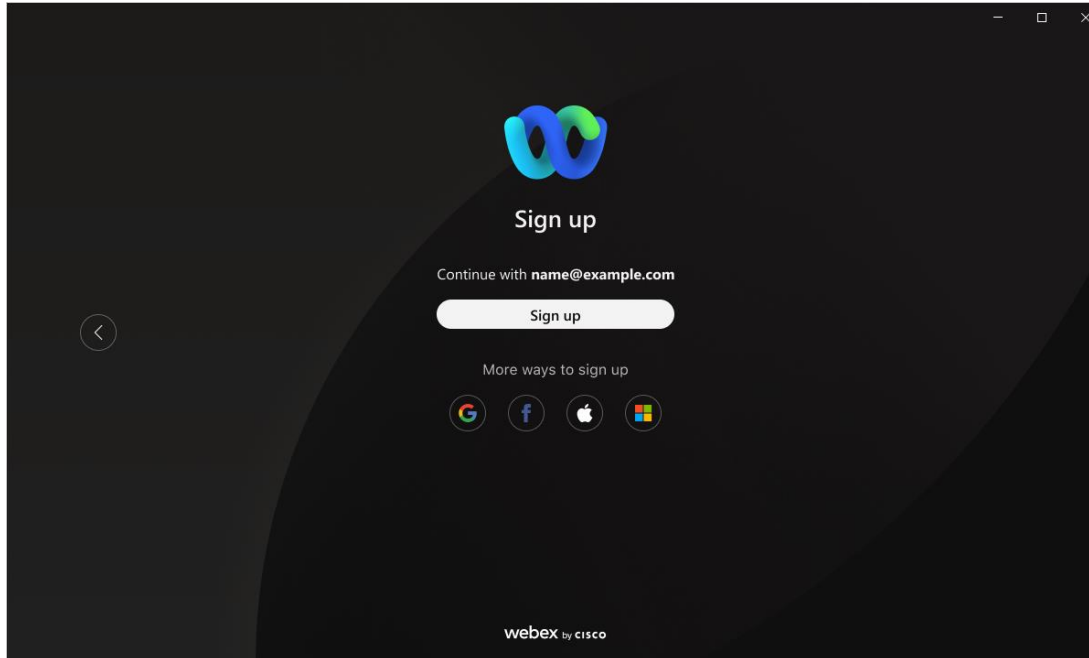 Sign up
Continue with name@example.com
Sign up
More ways to sign up
webex by CISCO